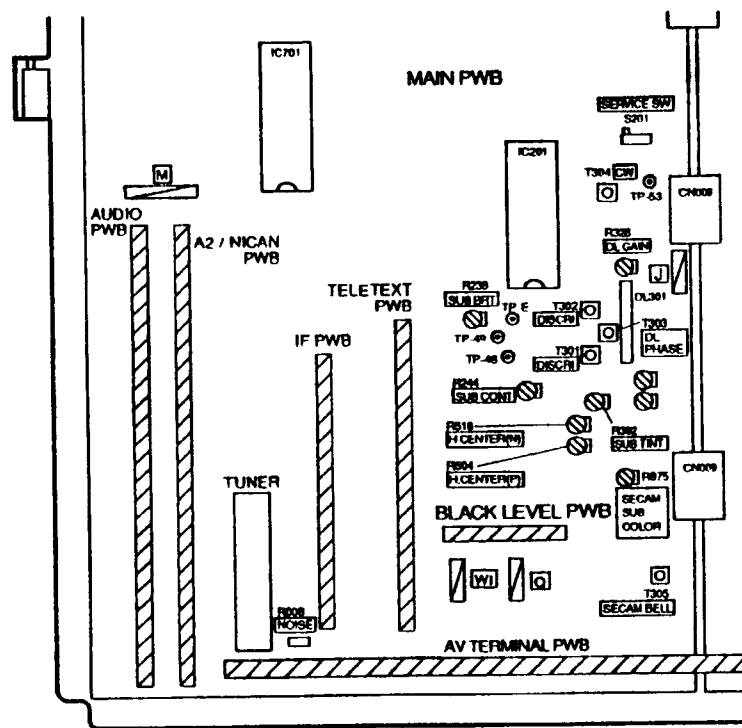 IC701
MAIN PWB
SERVICE SW
S201
IC201
T304 CW
TP-53
CN008
M
AUDIO
PWB
A2 / NICAN
PWB
R328
DL GAIN
J
DL301
TELETEXT
PWB
R238
SUB BRT
TP-E
T302
DISCRI
T303
DL
PHASE
TP-49
TP-48
T301
DISCRI
IF PWB
R244
SUB CONT
R518
H.CENTER(N)
R504
H.CENTER(P)
R392
SUB TINT
R975
CN009
TUNER
SECAM
SUB
COLOR
BLACK LEVEL PWB
WI
Q
R008
NOISE
T305
SECAM BELL
AV TERMINAL PWB